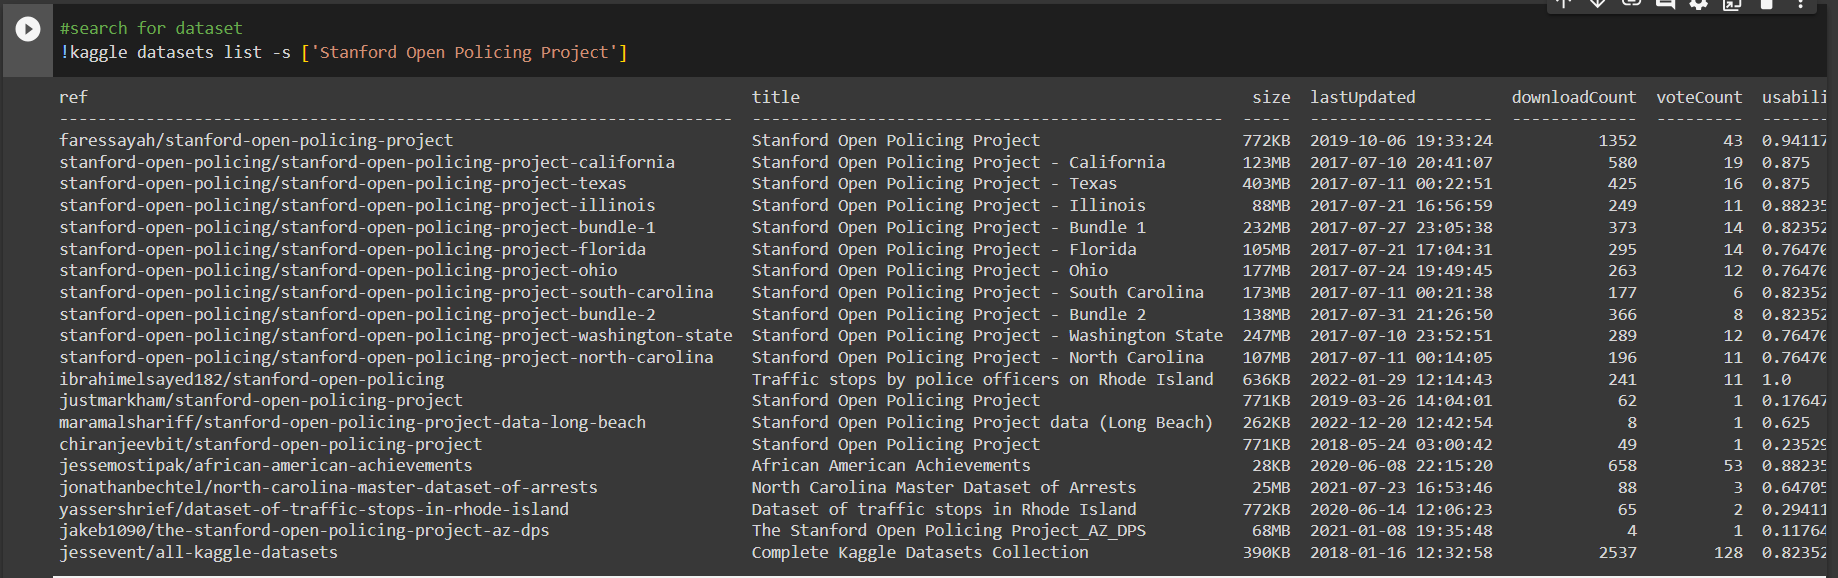 #search for dataset
!kaggle datasets list -s ['Stanford Open Policing Project']
ref title size lastUpdated downloadCount voteCount usabili
------------------------------------------------------------------------ ------------------------------------------------- ----- ------------------- ------------- --------- -------
faressayah/stanford-open-policing-project Stanford Open Policing Project 772KB 2019-10-06 19:33:24 1352 43 0.94117
stanford-open-policing/stanford-open-policing-project-california Stanford Open Policing Project - California 123MB 2017-07-10 20:41:07 580 19 0.875
stanford-open-policing/stanford-open-policing-project-texas Stanford Open Policing Project - Texas 403MB 2017-07-11 00:22:51 425 16 0.875
stanford-open-policing/stanford-open-policing-project-illinois Stanford Open Policing Project - Illinois 88MB 2017-07-21 16:56:59 249 11 0.88235
stanford-open-policing/stanford-open-policing-project-bundle-1 Stanford Open Policing Project - Bundle 1 232MB 2017-07-27 23:05:38 373 14 0.82352
stanford-open-policing/stanford-open-policing-project-florida Stanford Open Policing Project - Florida 105MB 2017-07-21 17:04:31 295 14 0.76470
stanford-open-policing/stanford-open-policing-project-ohio Stanford Open Policing Project - Ohio 177MB 2017-07-24 19:49:45 263 12 0.76470
stanford-open-policing/stanford-open-policing-project-south-carolina Stanford Open Policing Project - South Carolina 173MB 2017-07-11 00:21:38 177 6 0.82352
stanford-open-policing/stanford-open-policing-project-bundle-2 Stanford Open Policing Project - Bundle 2 138MB 2017-07-31 21:26:50 366 8 0.82352
stanford-open-policing/stanford-open-policing-project-washington-state Stanford Open Policing Project - Washington State 247MB 2017-07-10 23:52:51 289 12 0.76470
stanford-open-policing/stanford-open-policing-project-north-carolina Stanford Open Policing Project - North Carolina 107MB 2017-07-11 00:14:05 196 11 0.76470
ibrahimelsayed182/stanford-open-policing Traffic stops by police officers on Rhode Island 636KB 2022-01-29 12:14:43 241 11 1.0
justmarkham/stanford-open-policing-project Stanford Open Policing Project 771KB 2019-03-26 14:04:01 62 1 0.17647
maramalshariff/stanford-open-policing-project-data-long-beach Stanford Open Policing Project data (Long Beach) 262KB 2022-12-20 12:42:54 8 1 0.625
chiranjeevbit/stanford-open-policing-project Stanford Open Policing Project 771KB 2018-05-24 03:00:42 49 1 0.23529
jessemostipak/african-american-achievements African American Achievements 28KB 2020-06-08 22:15:20 658 53 0.88235
jonathanbechtel/north-carolina-master-dataset-of-arrests North Carolina Master Dataset of Arrests 25MB 2021-07-23 16:53:46 88 3 0.64705
yassershrief/dataset-of-traffic-stops-in-rhode-island Dataset of traffic stops in Rhode Island 772KB 2020-06-14 12:06:23 65 2 0.29411
jakeb1090/the-stanford-open-policing-project-az-dps The Stanford Open Policing Project_AZ_DPS 68MB 2021-01-08 19:35:48 4 1 0.11764
jessevent/all-kaggle-datasets Complete Kaggle Datasets Collection 390KB 2018-01-16 12:32:58 2537 128 0.82352